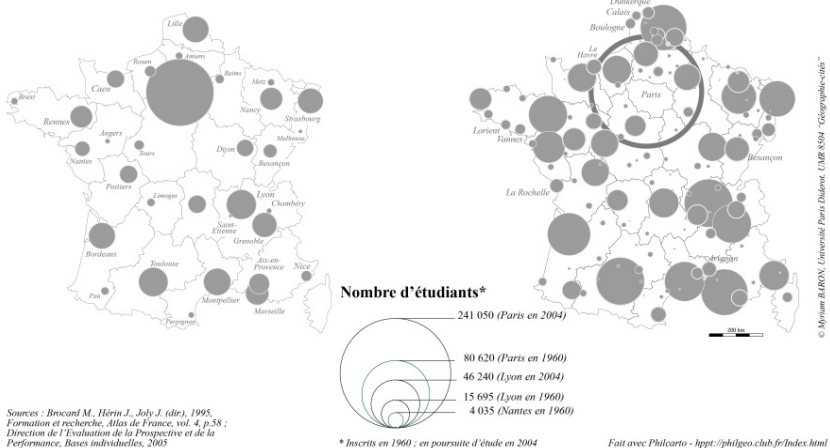 Dunkerque
Calais
Boulogne
Lille
Amiens
Rouen
Le
Havre
Reims
Metz
Caen
Paris
Brest
Nancy
Strasbourg
Rennes
Lorient
Vannes
Angers
Mulhouse
Tours
Dijon
Nantes
Besançon
Besançon
Poitiers
La Rochelle
Limoges
Lyon
Chambéry
Saint-
Etienne
Grenoble
Bordeaux
Aix-en-
Provence
Nice
Toulouse
Avignon
Montpellier
Marseille
Pau
Perpignan
Nombre d'étudiants*
241 050 (Paris en 2004)
80 620 (Paris en 1960)
46 240 (Lyon en 2004)
15 695 (Lyon en 1960)
4 035 (Nantes en 1960)
200 km
© Myriam BARON, Université Paris Diderot, UMR 8504 "Géographie-cités"
Sources : Brocard M., Hérin J., Joly J. (dir.), 1995,
Formation et recherche, Atlas de France, vol. 4, p.58 ;
Direction de l'Evaluation de la Prospective et de la
Performance, Bases individuelles, 2005
* Inscrits en 1960 ; en poursuite d'étude en 2004
Fait avec Philcarto - hppt://philgeo.club.fr/Index.html